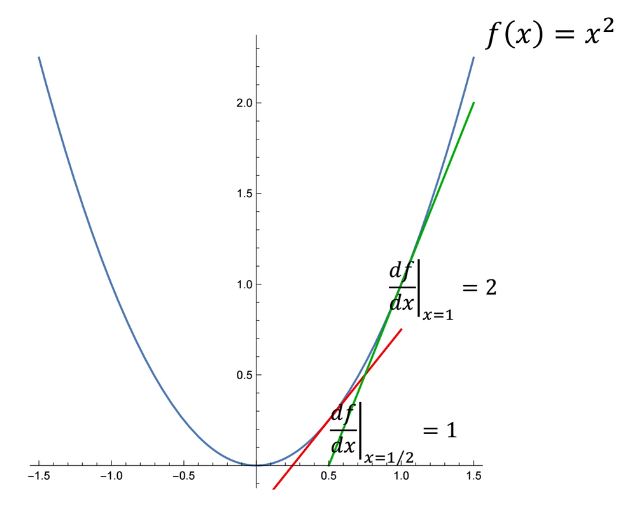 f(x) = x²
2.0
1.5
df/dx|x=1 = 2
1.0
0.5
df/dx|x=1/2 = 1
−1.5 −1.0 −0.5 0.5 1.0 1.5